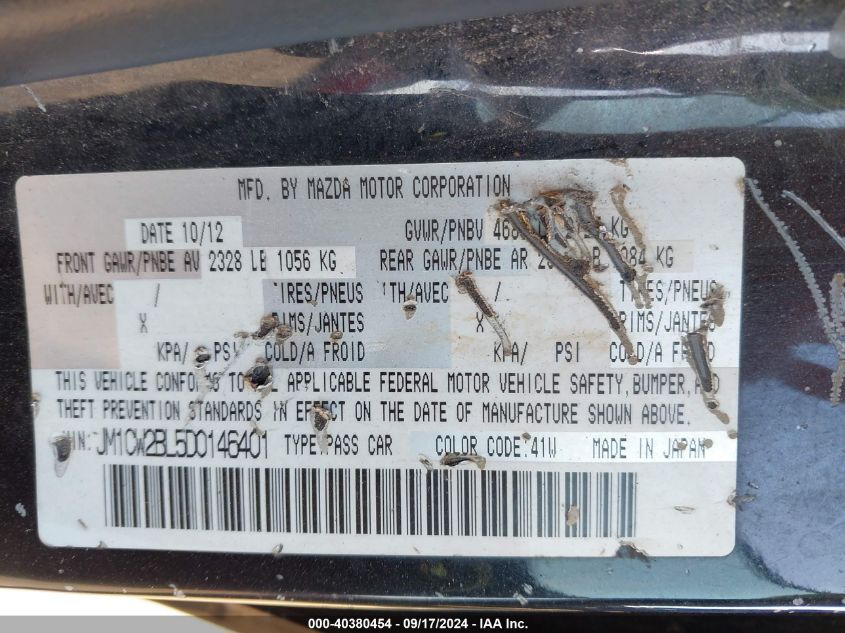 MFD. BY MAZDA MOTOR CORPORATION
DATE 10/12 GVWR/PNBV KG
FRONT GAWR/PNBE AV 2328 LB 1056 KG REAR GAWR/PNBE AR KG
WITH/AVEC / TIRES/PNEUS WITH/AVEC / TIRES/PNEUS
X RIMS/JANTES X RIMS/JANTES
KPA/ PSI COLD/A FROID KPA/ PSI COLD/A FROID
THIS VEHICLE CONFORMS TO ALL APPLICABLE FEDERAL MOTOR VEHICLE SAFETY, BUMPER, AND
THEFT PREVENTION STANDARDS IN EFFECT ON THE DATE OF MANUFACTURE SHOWN ABOVE.
VIN: JM1CW2BL5D0146401 TYPE:PASS CAR COLOR CODE:41W MADE IN JAPAN
000-40380454 - 09/17/2024 - IAA Inc.